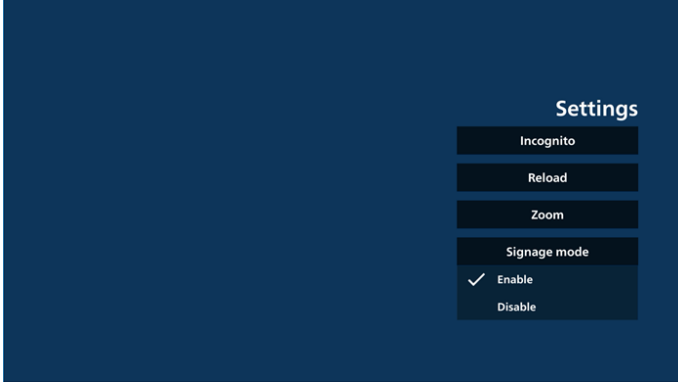 Settings
Incognito
Reload
Zoom
Signage mode
Enable
Disable